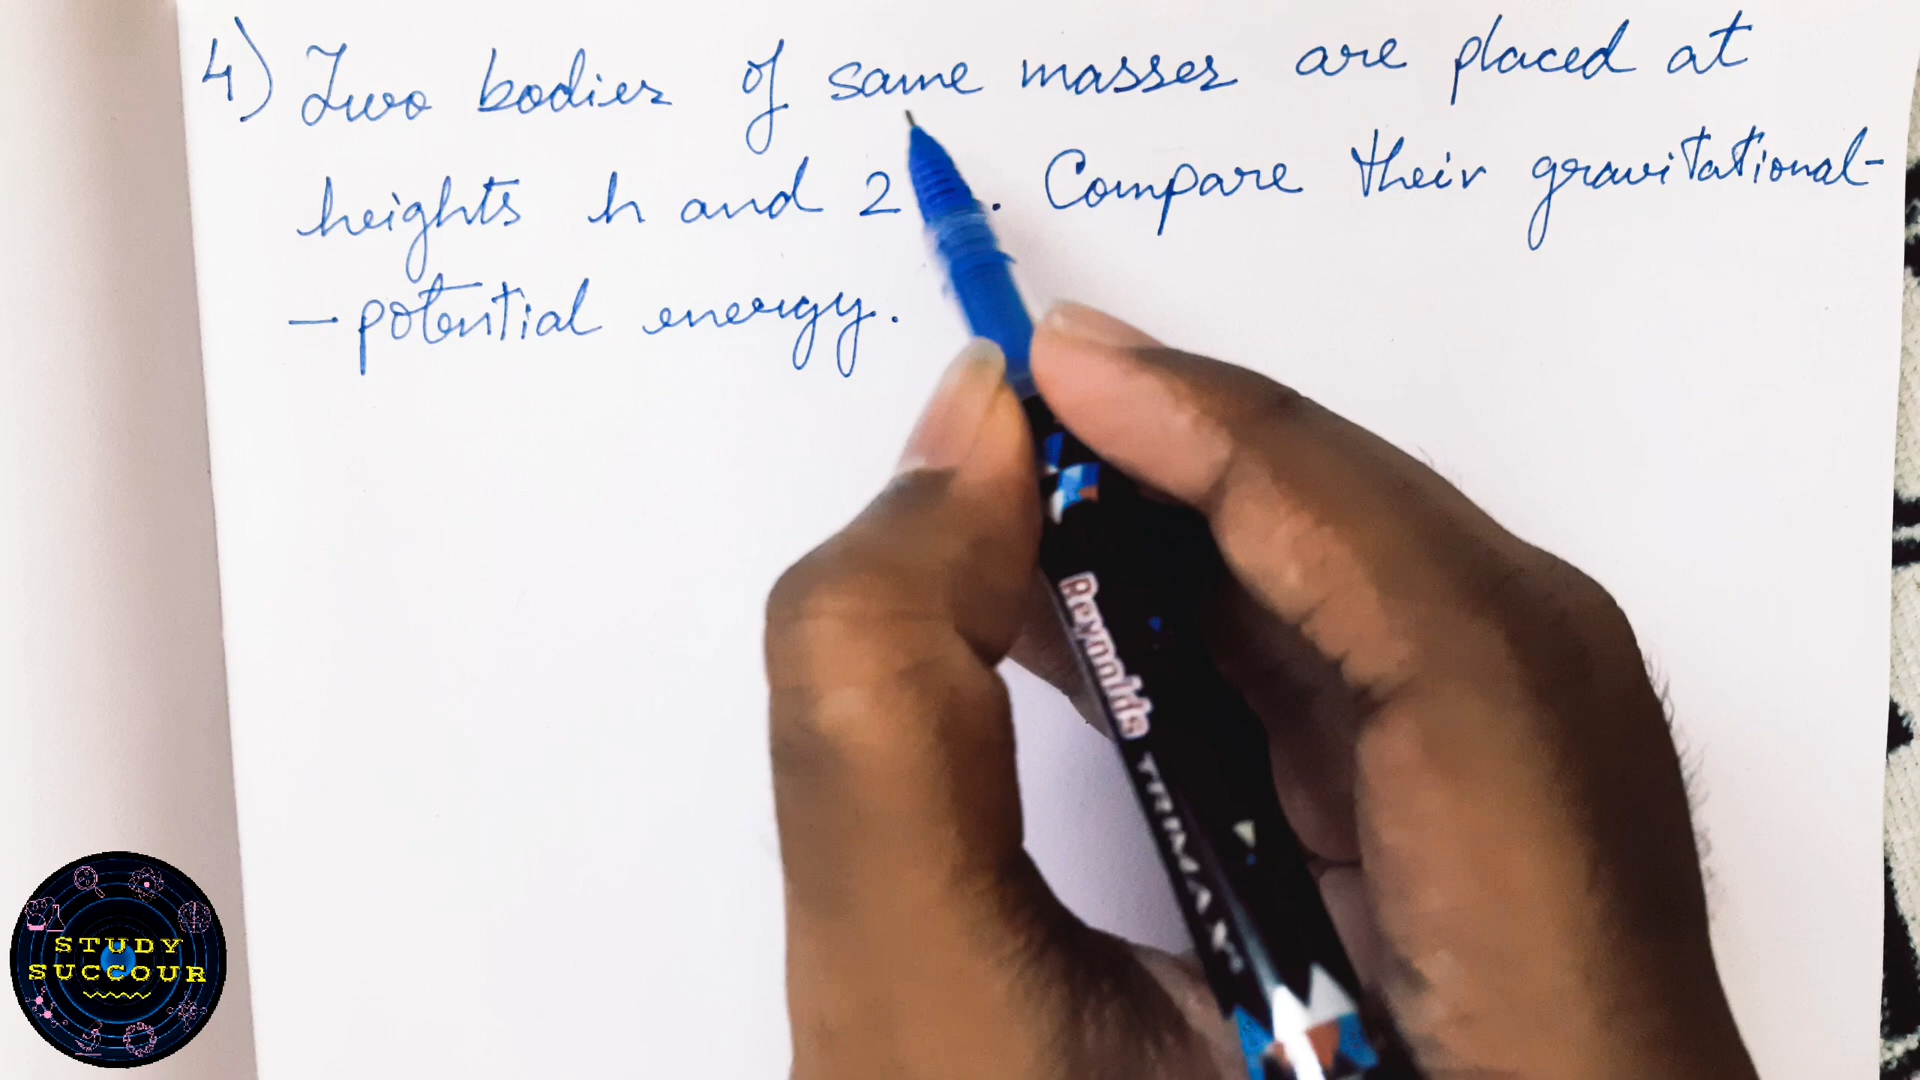 4) Two bodies of same masses are placed at
heights h and 2 . Compare their gravitational-
- potential energy.
Reynolds TRIMAX
STUDY
SUCCOUR